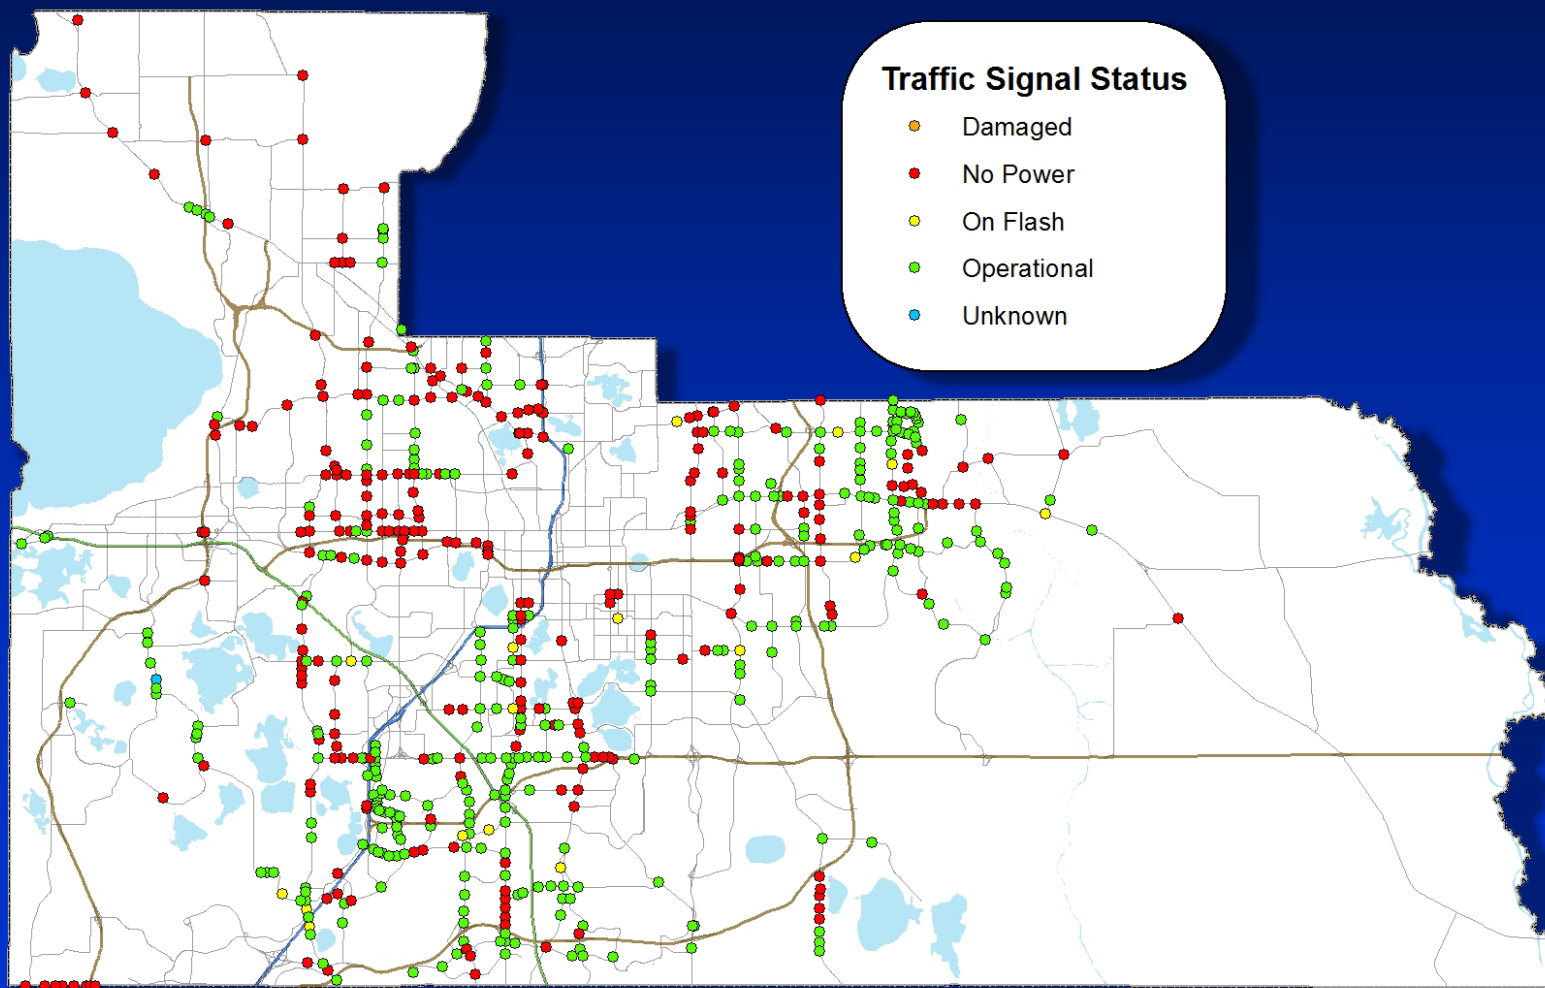 Traffic Signal Status
Damaged
No Power
On Flash
Operational
Unknown